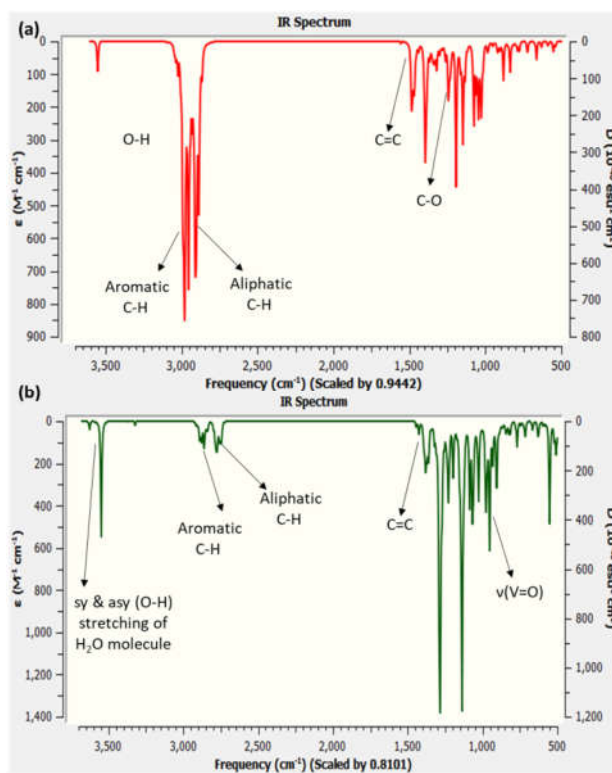 IR Spectrum
(a)
0
100
200
300
400
500
600
700
800
900
ε (M⁻¹ cm⁻¹)
O-H
Aromatic
C-H
Aliphatic
C-H
C=C
C-O
0
100
200
300
400
500
600
700
800
3,500
3,000
2,500
2,000
1,500
1,000
500
Frequency (cm⁻¹) (Scaled by 0.9442)
IR Spectrum
(b)
0
200
400
600
800
1,000
1,200
1,400
ε (M⁻¹ cm⁻¹)
sy & asy (O-H)
stretching of
H₂O molecule
Aromatic
C-H
Aliphatic
C-H
C=C
ν(V=O)
0
200
400
600
800
1,000
1,200
3,500
3,000
2,500
2,000
1,500
1,000
500
Frequency (cm⁻¹) (Scaled by 0.8101)